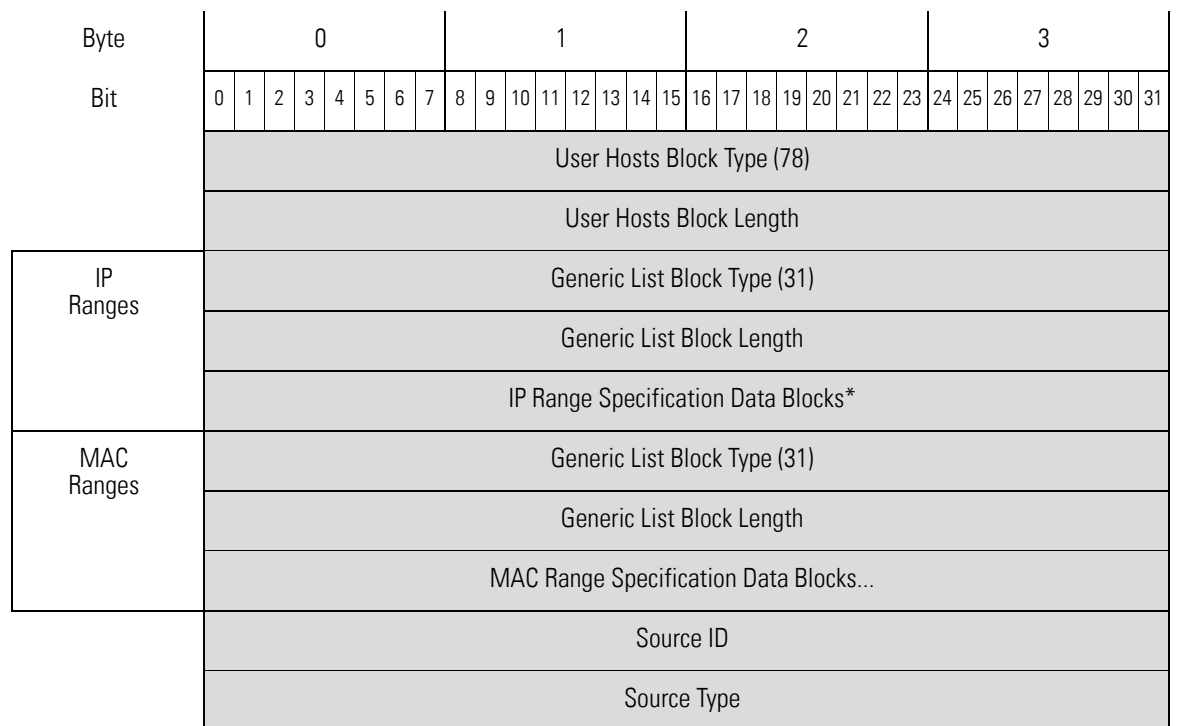 Byte 0 1 2 3
Bit 0 1 2 3 4 5 6 7 8 9 10 11 12 13 14 15 16 17 18 19 20 21 22 23 24 25 26 27 28 29 30 31
User Hosts Block Type (78)
User Hosts Block Length
IP
Ranges
Generic List Block Type (31)
Generic List Block Length
IP Range Specification Data Blocks*
MAC
Ranges
Generic List Block Type (31)
Generic List Block Length
MAC Range Specification Data Blocks...
Source ID
Source Type